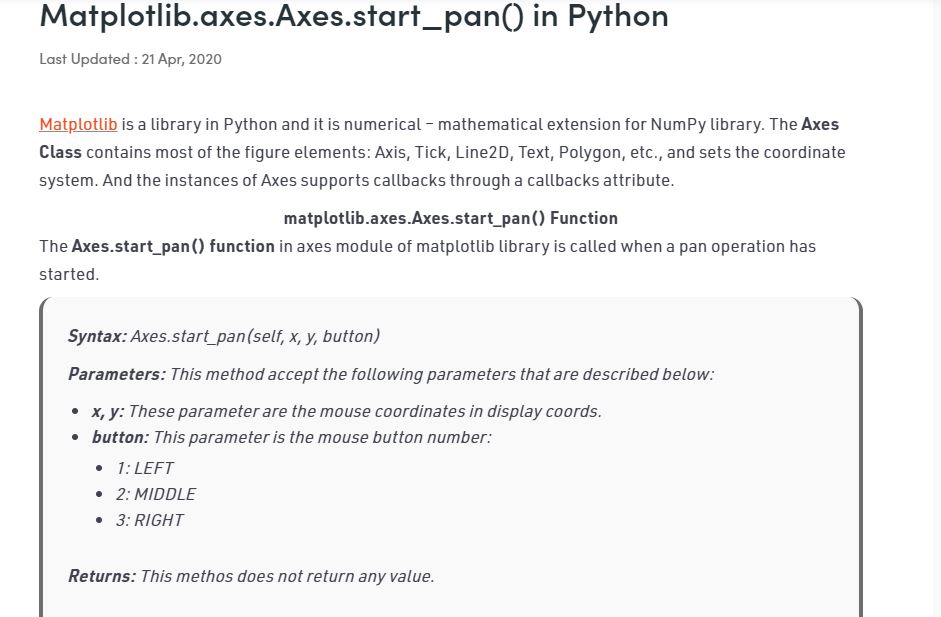 Matplotlib.axes.Axes.start_pan() in Python
Last Updated : 21 Apr, 2020
Matplotlib is a library in Python and it is numerical – mathematical extension for NumPy library. The Axes
Class contains most of the figure elements: Axis, Tick, Line2D, Text, Polygon, etc., and sets the coordinate
system. And the instances of Axes supports callbacks through a callbacks attribute.
matplotlib.axes.Axes.start_pan() Function
The Axes.start_pan() function in axes module of matplotlib library is called when a pan operation has
started.
Syntax: Axes.start_pan(self, x, y, button)
Parameters: This method accept the following parameters that are described below:
• x, y: These parameter are the mouse coordinates in display coords.
• button: This parameter is the mouse button number:
• 1: LEFT
• 2: MIDDLE
• 3: RIGHT
Returns: This methos does not return any value.